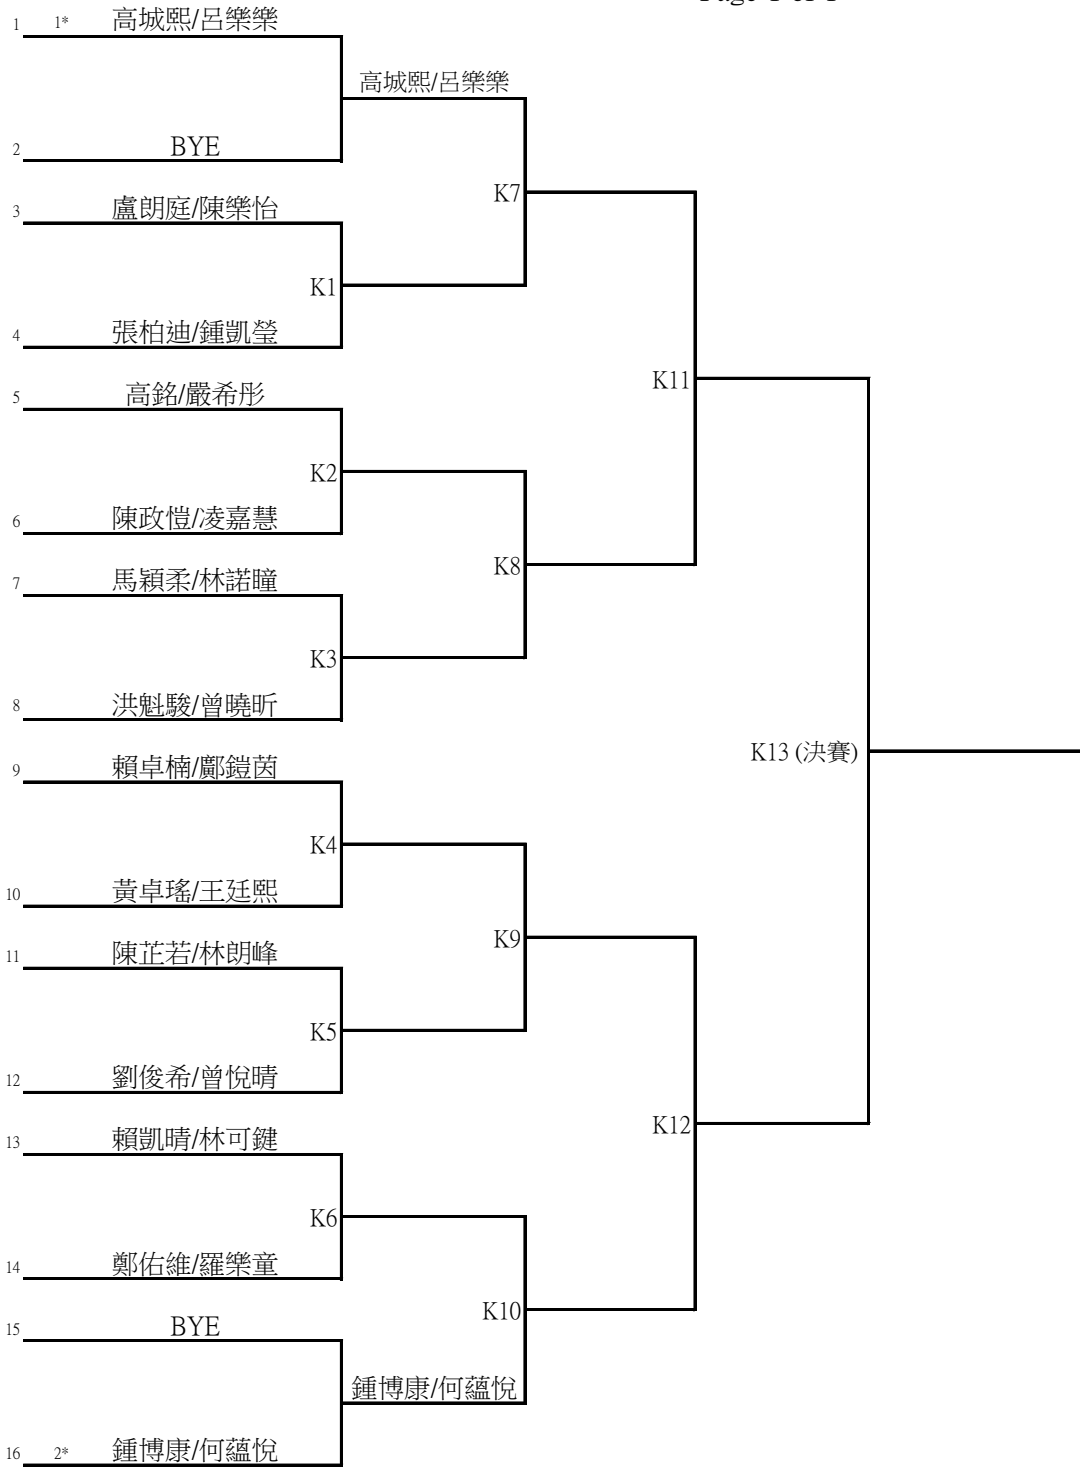 1 1* 高城熙/呂樂樂
高城熙/呂樂樂
2 BYE
K7
3 盧朗庭/陳樂怡
K1
4 張柏迪/鍾凱瑩
K11
5 高銘/嚴希彤
K2
6 陳政愷/凌嘉慧
K8
7 馬穎柔/林諾瞳
K3
8 洪魁駿/曾曉昕
K13 (決賽)
9 賴卓楠/鄺鎧茵
K4
10 黃卓瑤/王廷熙
K9
11 陳芷若/林朗峰
K5
12 劉俊希/曾悅晴
K12
13 賴凱晴/林可鍵
K6
14 鄭佑維/羅樂童
K10
15 BYE
鍾博康/何蘊悅
16 2* 鍾博康/何蘊悅